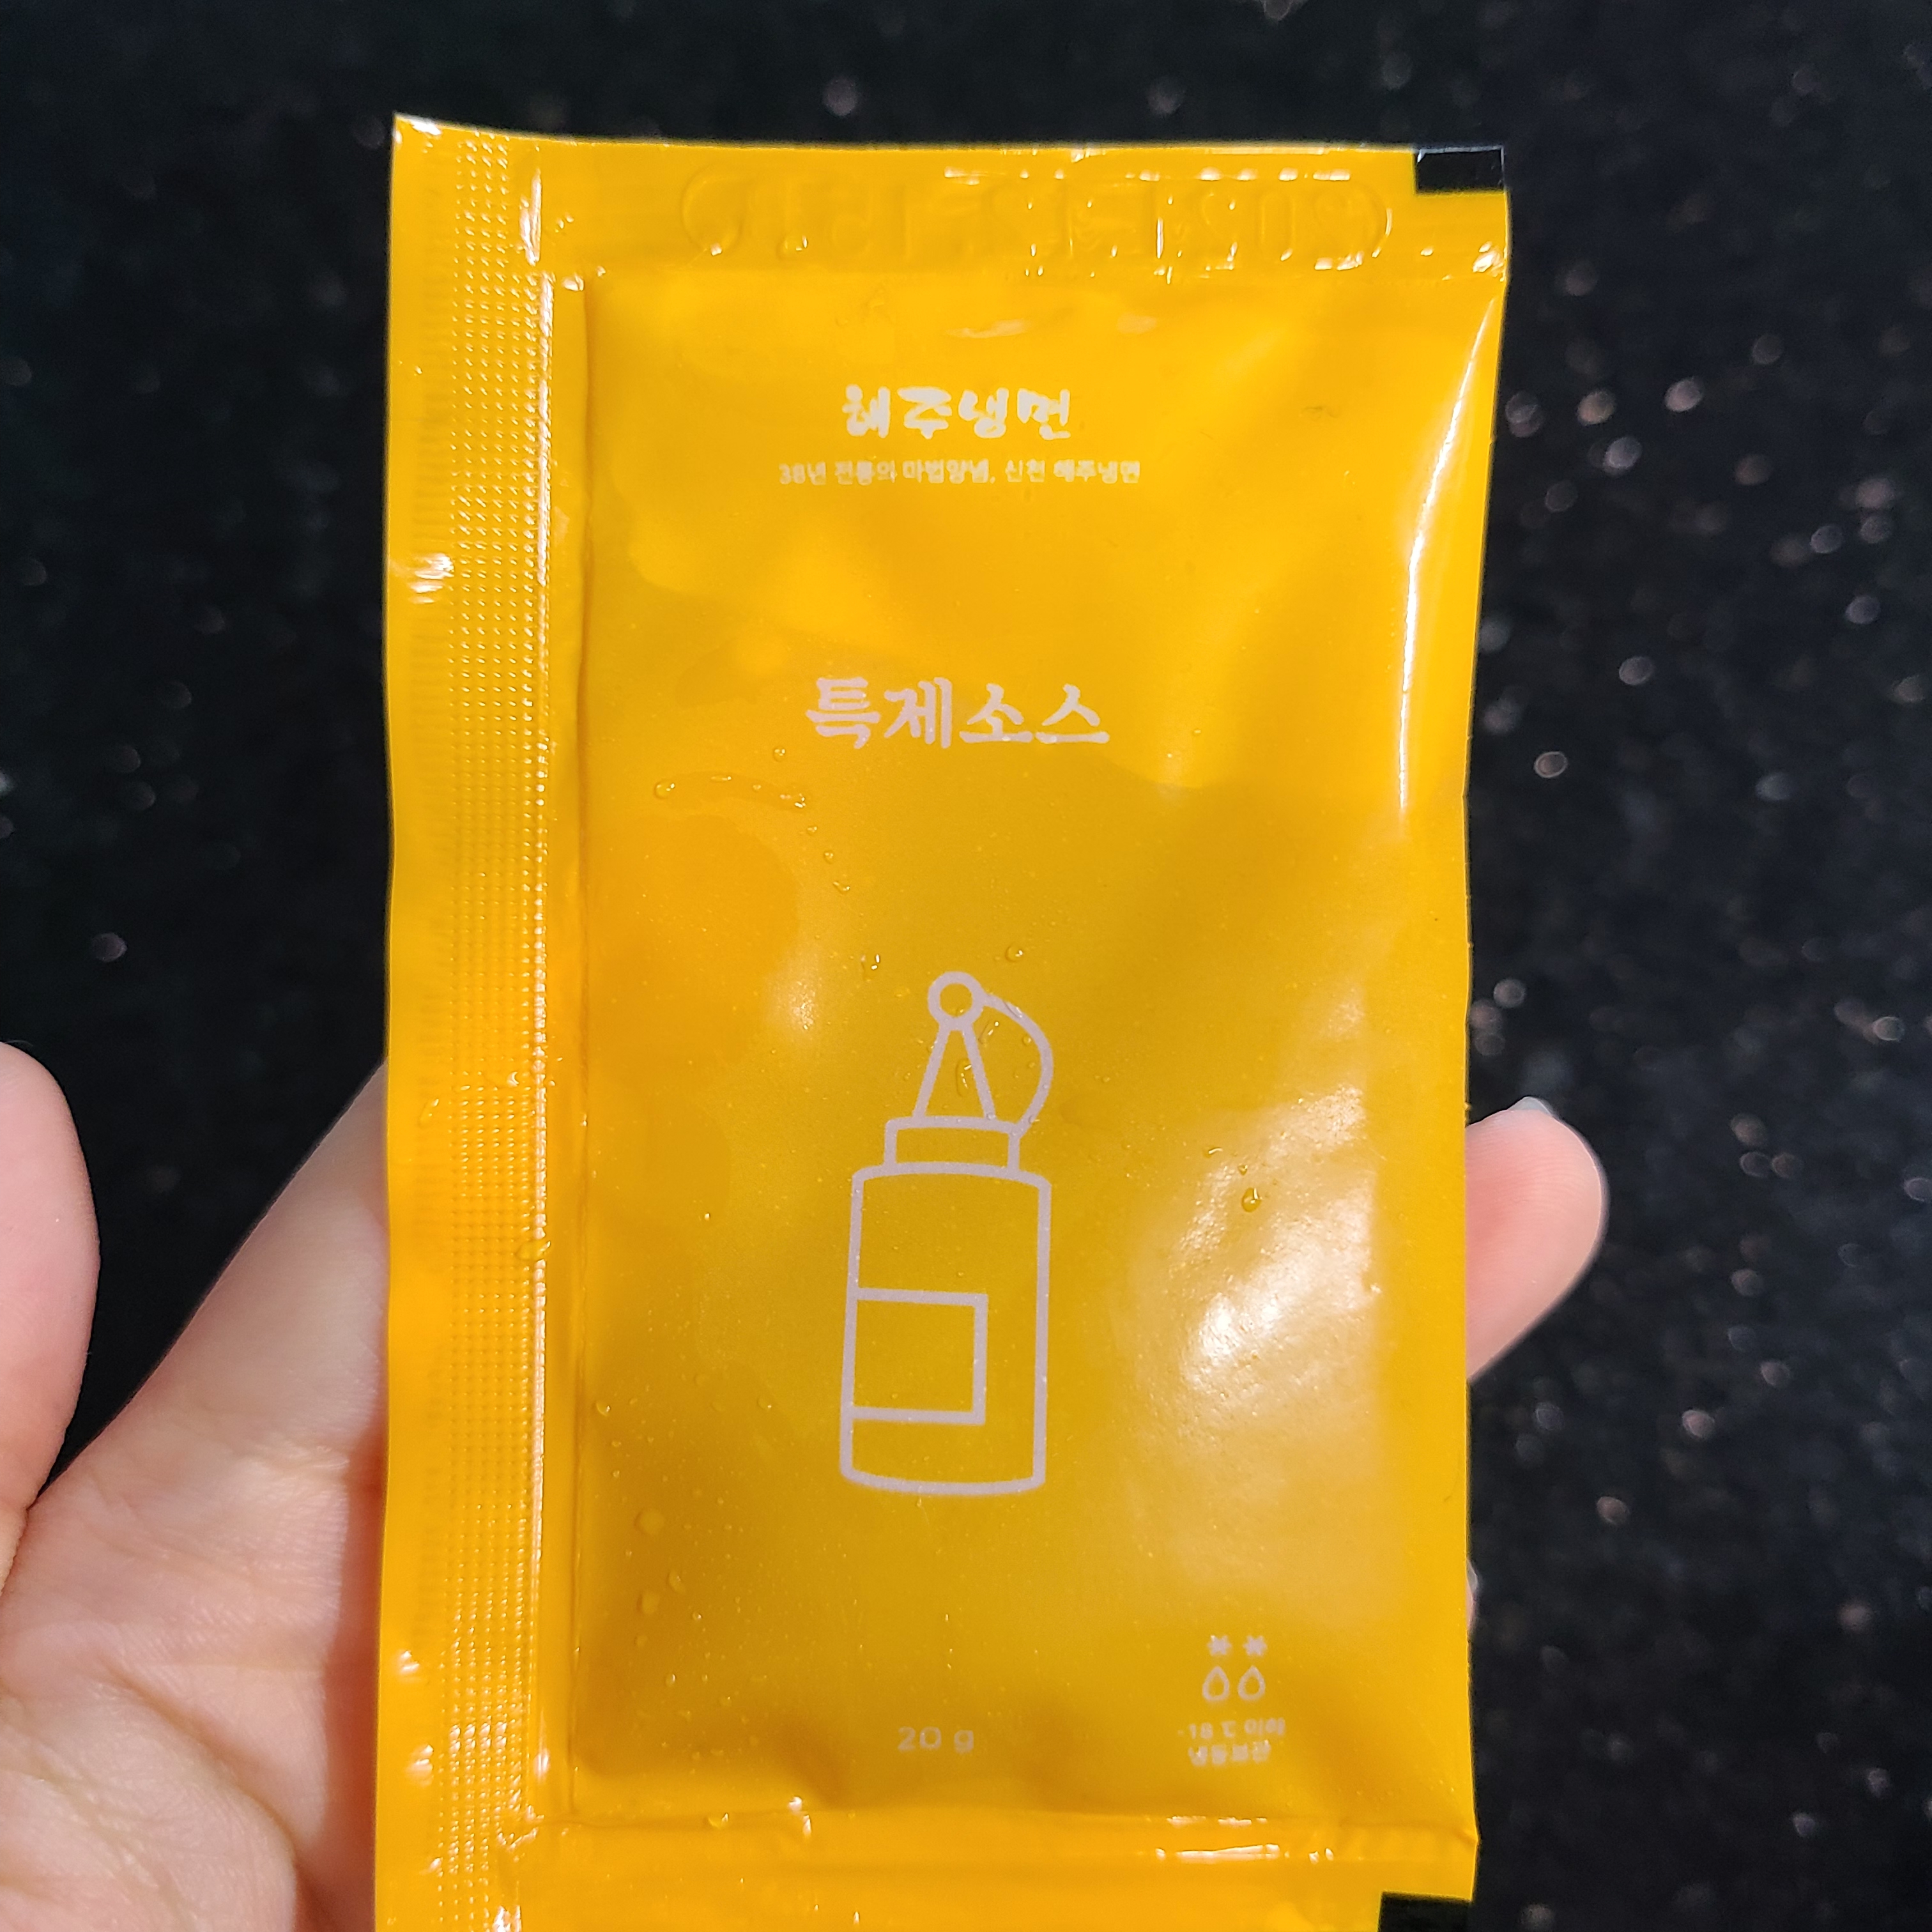 해주냉면
38년 전통의 마법양념, 신천 해주냉면
특제소스
20 g
-18 ℃ 이하
냉동보관